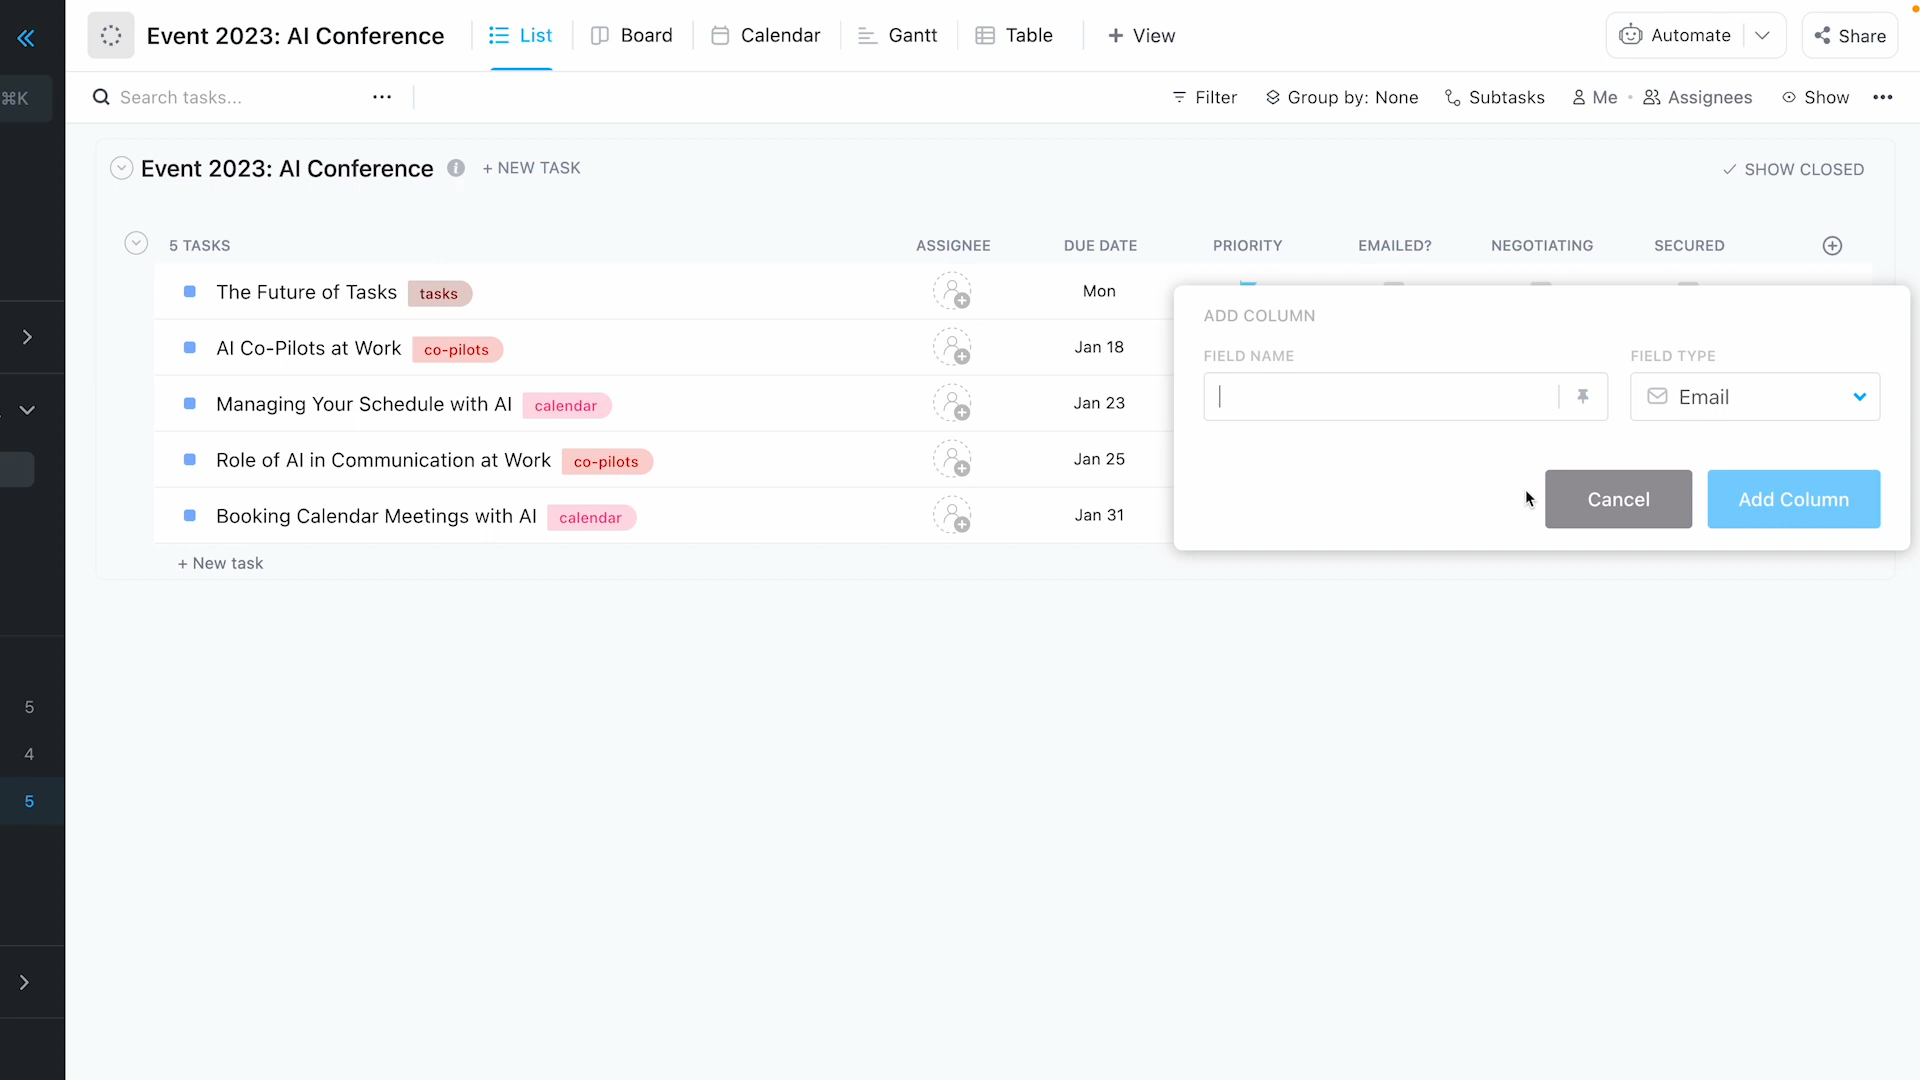 Event 2023: AI Conference
List
Board
Calendar
Gantt
Table
+ View
Automate
Share
⌘K
Search tasks...
Filter
Group by: None
Subtasks
Me
Assignees
Show
Event 2023: AI Conference
+ NEW TASK
SHOW CLOSED
5 TASKS
ASSIGNEE
DUE DATE
PRIORITY
EMAILED?
NEGOTIATING
SECURED
The Future of Tasks
tasks
Mon
AI Co-Pilots at Work
co-pilots
Jan 18
Managing Your Schedule with AI
calendar
Jan 23
Role of AI in Communication at Work
co-pilots
Jan 25
Booking Calendar Meetings with AI
calendar
Jan 31
+ New task
ADD COLUMN
FIELD NAME
FIELD TYPE
Email
Cancel
Add Column
5
4
5